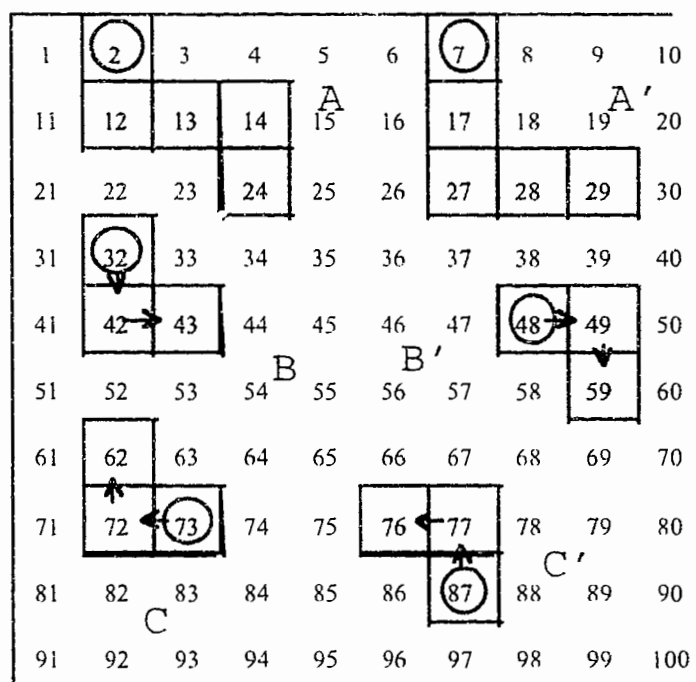 1 2 3 4 5 6 7 8 9 10
A A'
11 12 13 14 15 16 17 18 19 20
21 22 23 24 25 26 27 28 29 30
31 32 33 34 35 36 37 38 39 40
41 42 43 44 45 46 47 48 49 50
B B'
51 52 53 54 55 56 57 58 59 60
61 62 63 64 65 66 67 68 69 70
71 72 73 74 75 76 77 78 79 80
C'
81 82 83 84 85 86 87 88 89 90
C
91 92 93 94 95 96 97 98 99 100